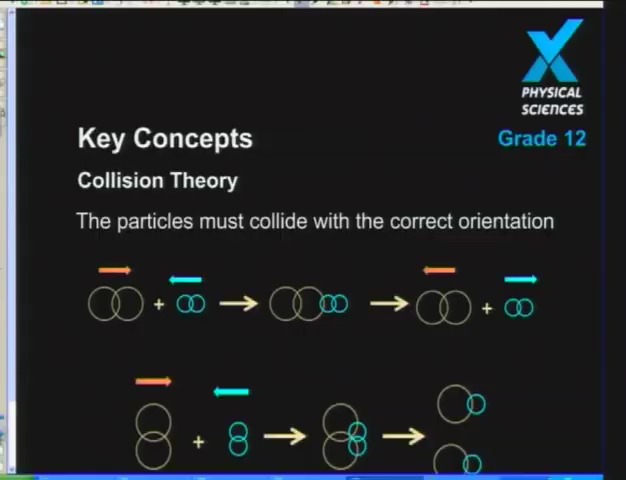 PHYSICAL
SCIENCES
Grade 12
Key Concepts
Collision Theory
The particles must collide with the correct orientation
+
+
+